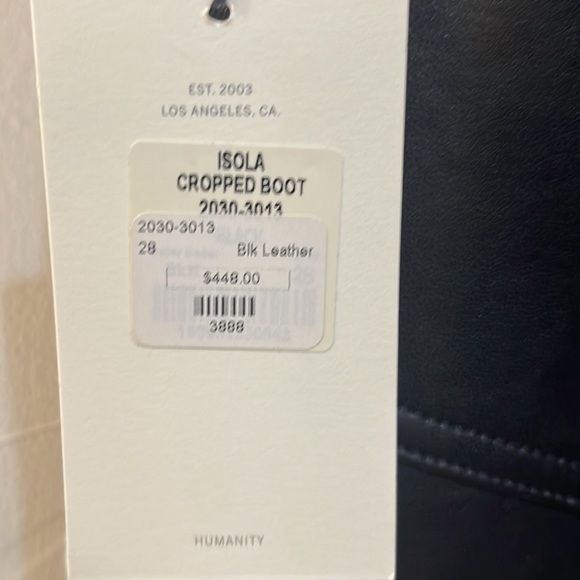 EST. 2003
LOS ANGELES, CA.
ISOLA
CROPPED BOOT
2030-3013
2030-3013
28 Blk Leather
$448.00
3888
HUMANITY